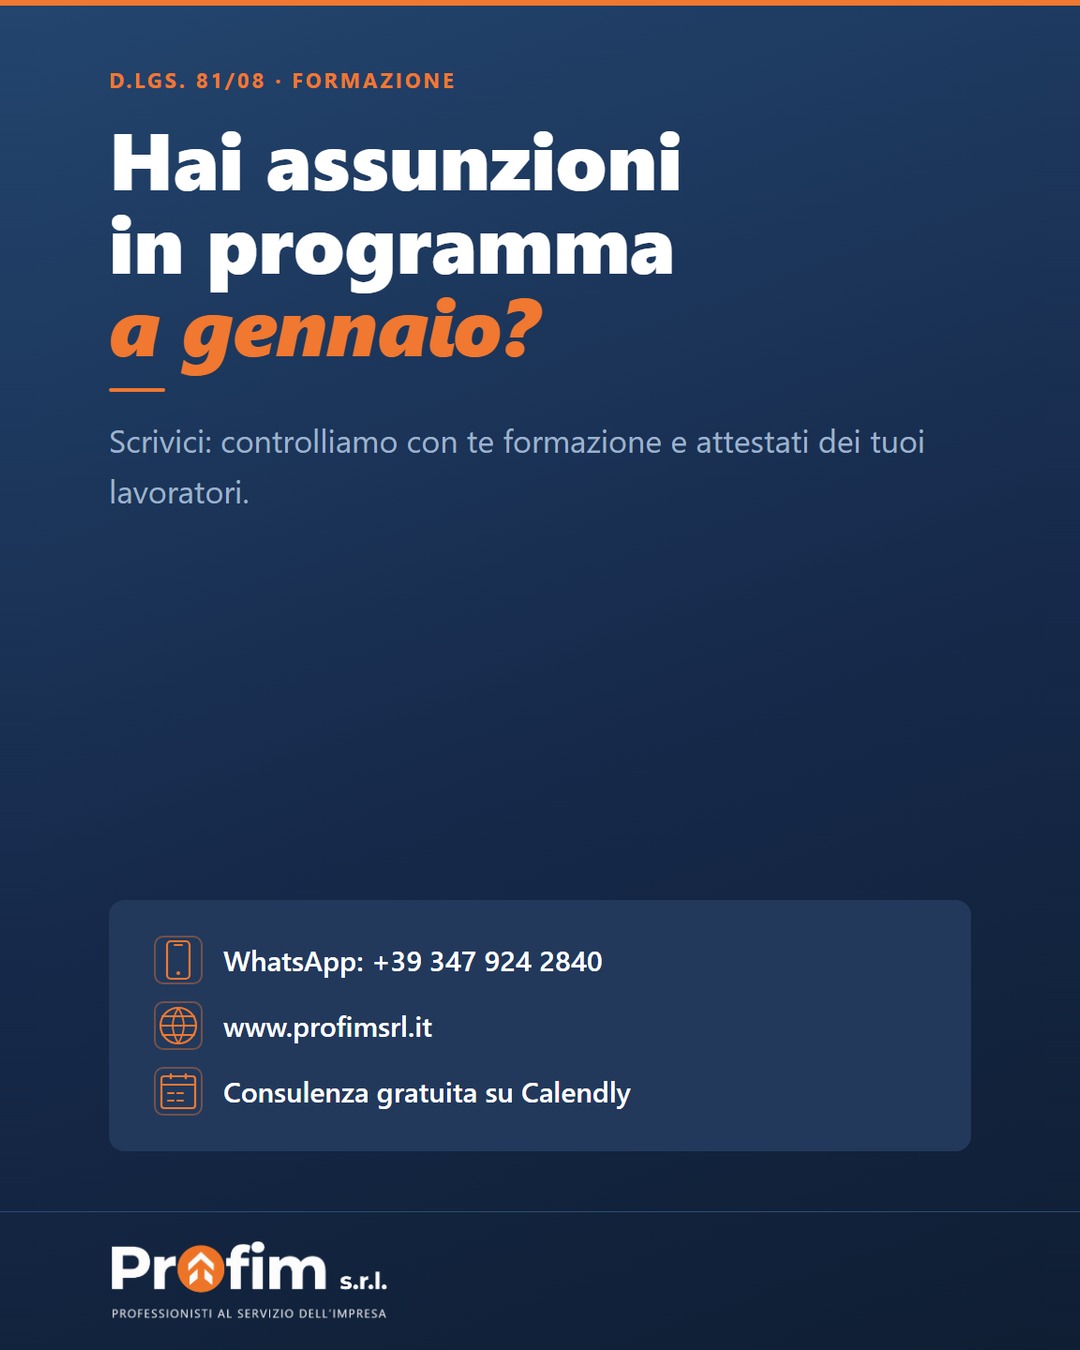 D.LGS. 81/08 · FORMAZIONE
Hai assunzioni
in programma
a gennaio?
Scrivici: controlliamo con te formazione e attestati dei tuoi
lavoratori.
WhatsApp: +39 347 924 2840
www.profimsrl.it
Consulenza gratuita su Calendly
Profim s.r.l.
PROFESSIONISTI AL SERVIZIO DELL'IMPRESA